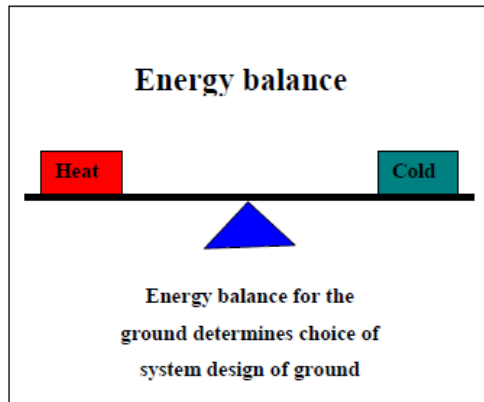 Energy balance
Heat Cold
Energy balance for the
ground determines choice of
system design of ground